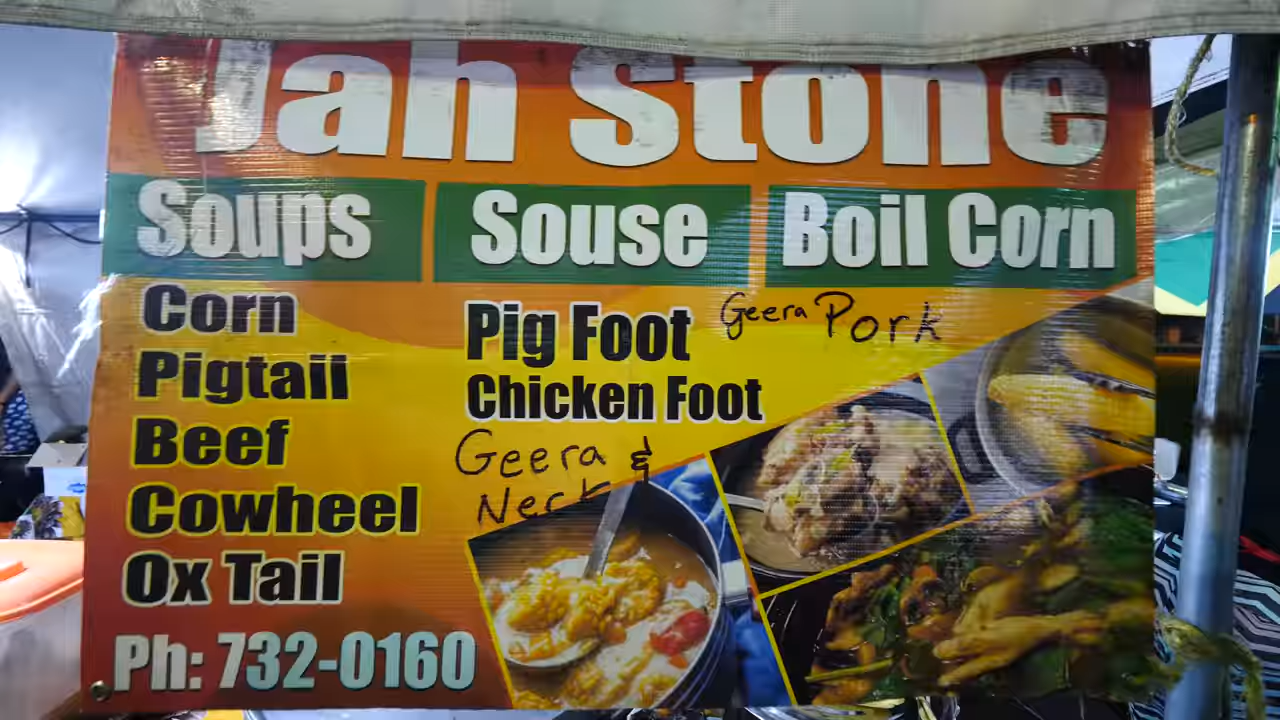 Jah Stone
Soups
Souse
Boil Corn
Corn
Pigtail
Beef
Cowheel
Ox Tail
Pig Foot
Chicken Foot
Geera Pork
Geera &
Neck
Ph: 732-0160